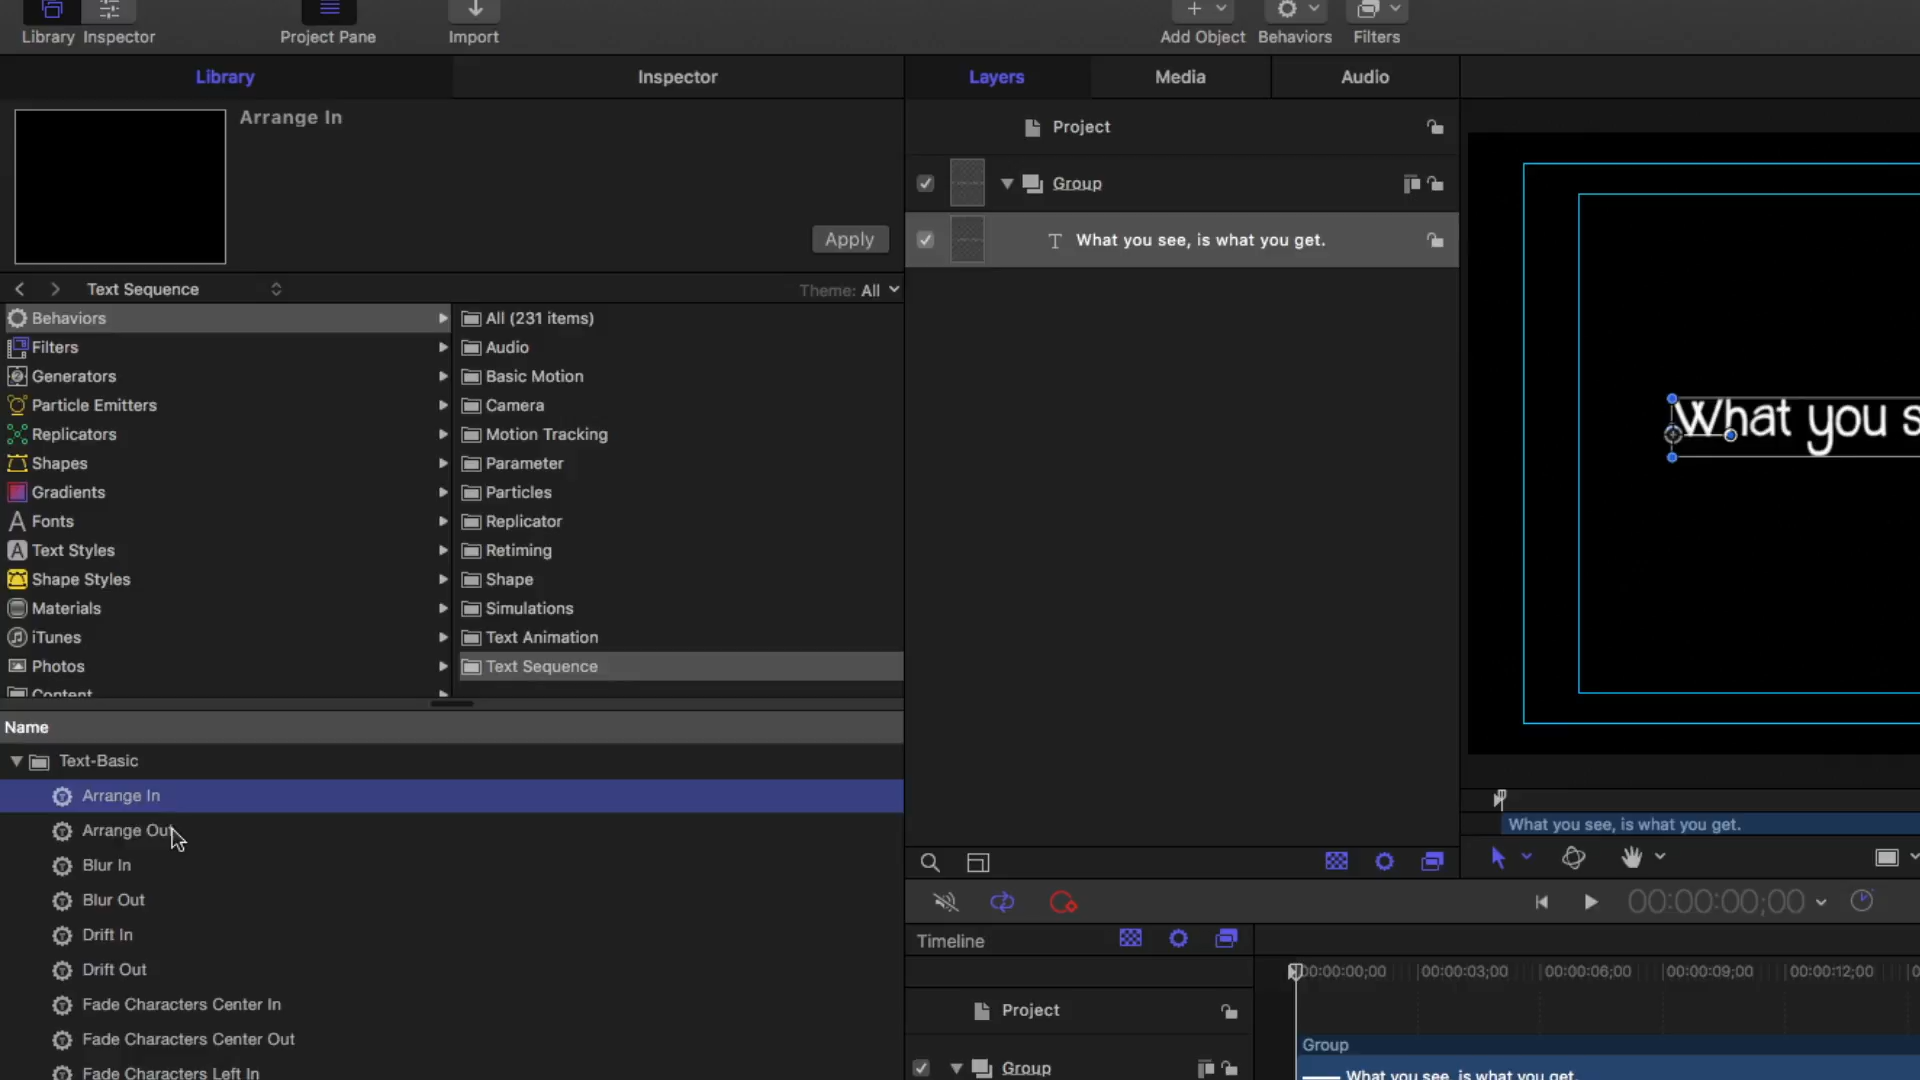 Library
Inspector
Project Pane
Import
Add Object
Behaviors
Filters
Library
Inspector
Layers
Media
Audio
Arrange In
Apply
Project
Group
T What you see, is what you get.
Text Sequence
Theme: All
Behaviors
Filters
Generators
Particle Emitters
Replicators
Shapes
Gradients
Fonts
Text Styles
Shape Styles
Materials
iTunes
Photos
Content
All (231 items)
Audio
Basic Motion
Camera
Motion Tracking
Parameter
Particles
Replicator
Retiming
Shape
Simulations
Text Animation
Text Sequence
What you s
Name
Text-Basic
Arrange In
Arrange Out
Blur In
Blur Out
Drift In
Drift Out
Fade Characters Center In
Fade Characters Center Out
Fade Characters Left In
What you see, is what you get.
00:00:00;00
Timeline
00:00:00;00
00:00:03;00
00:00:06;00
00:00:09;00
00:00:12;00
Project
Group
Group
What you see, is what you get.